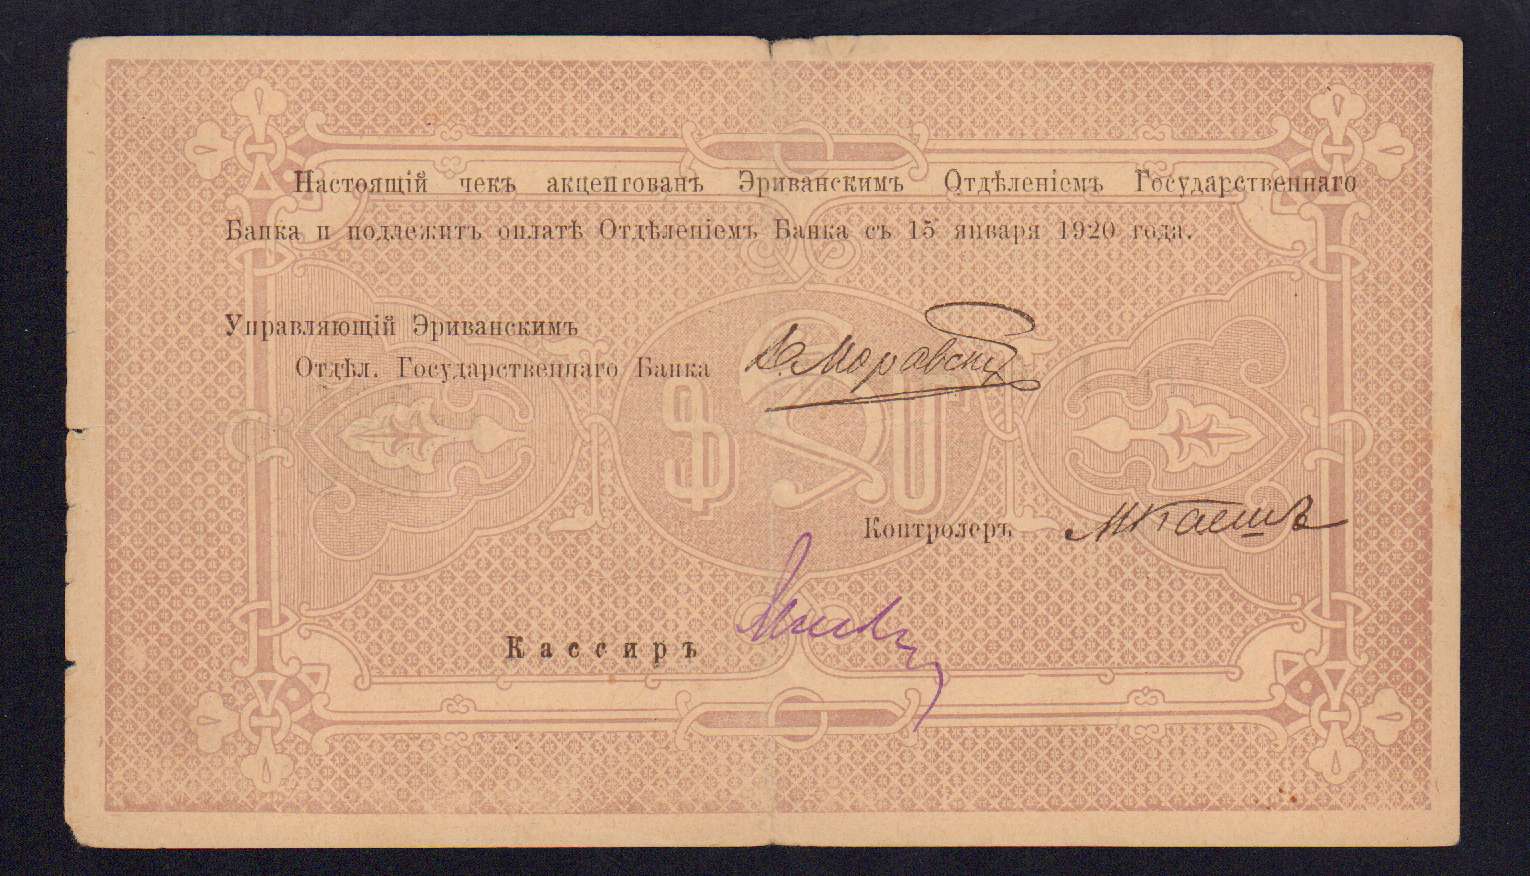 Настоящій чекъ акцептованъ Эриванскимъ Отдѣленіемъ Государственнаго
Банка и подлежитъ оплатѣ Отдѣленіемъ Банка съ 15 января 1920 года.
Управляющій Эриванскимъ
Отдѣл. Государственнаго Банка
Контролеръ
Кассиръ